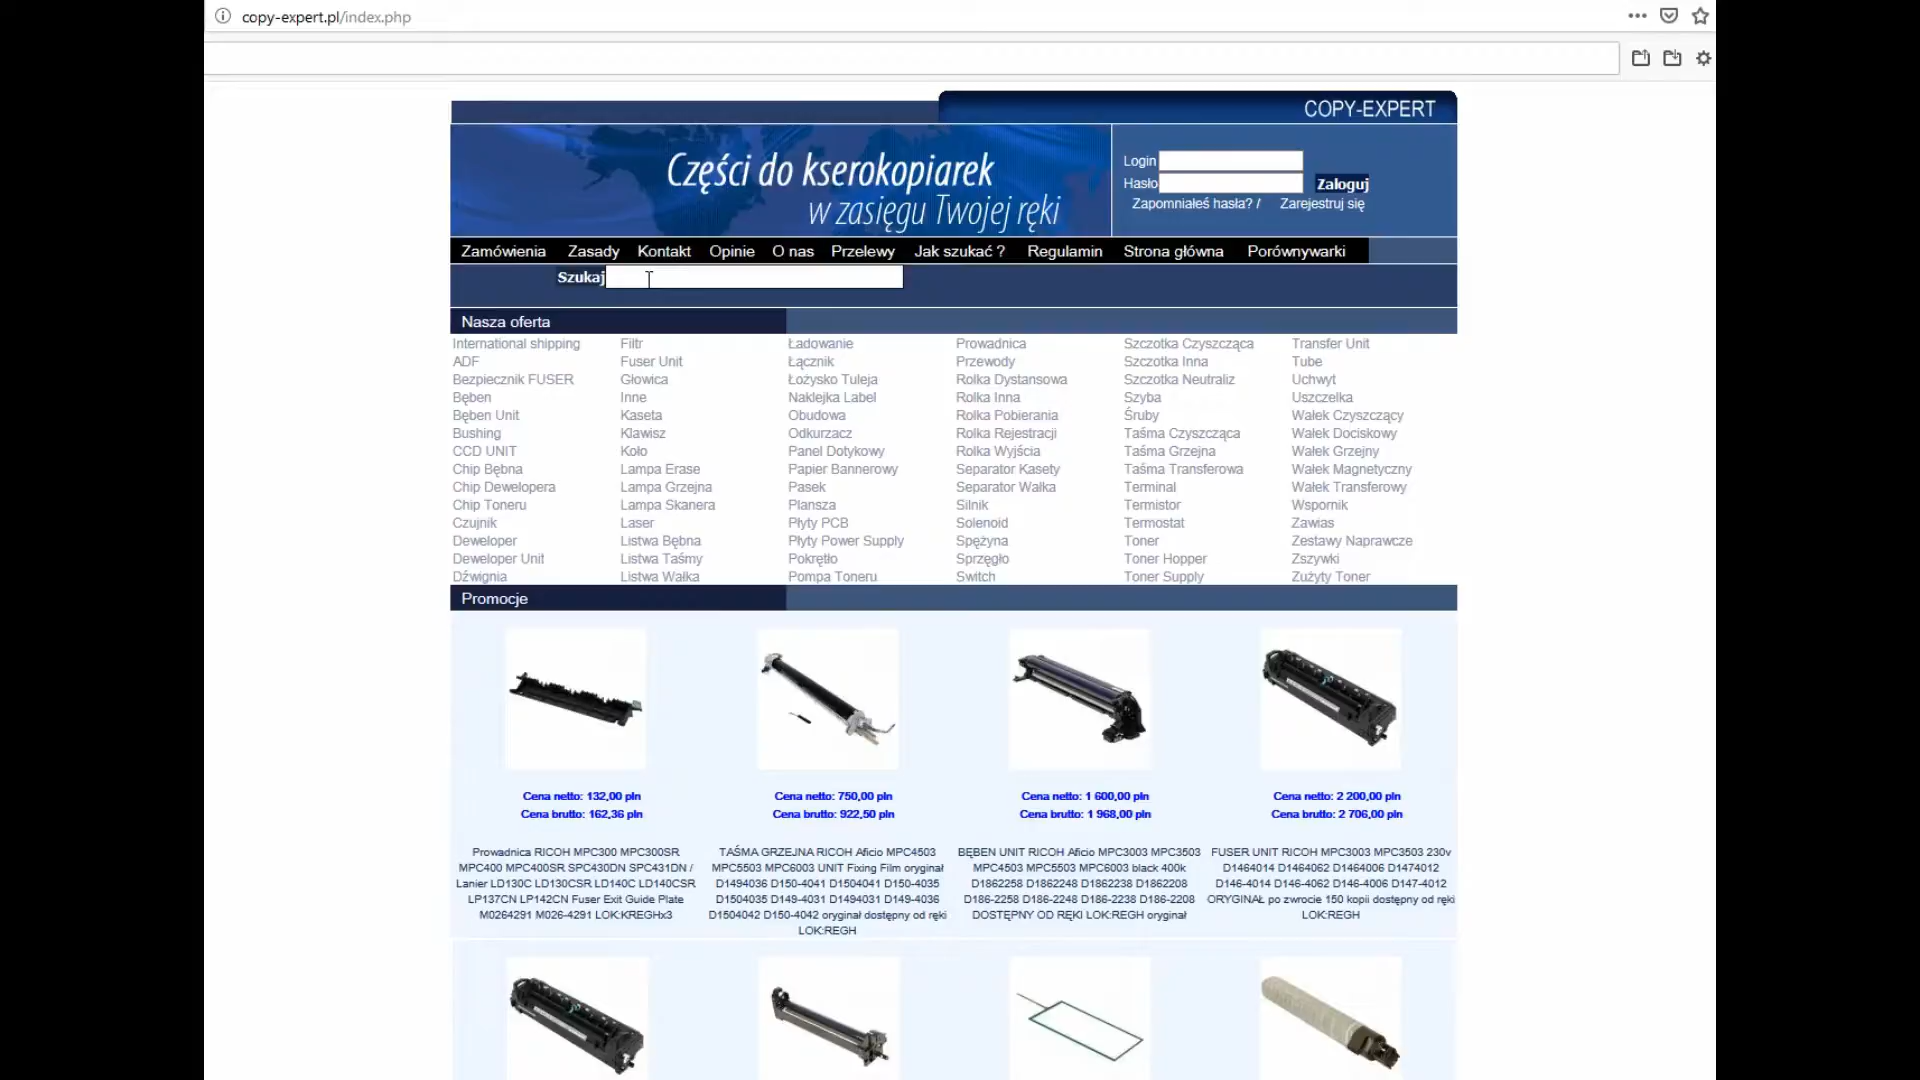 copy-expert.pl/index.php
COPY-EXPERT
Części do kserokopiarek
w zasięgu Twojej ręki
Login
Hasło
Zaloguj
Zapomniałeś hasła? / Zarejestruj się
Zamówienia Zasady Kontakt Opinie O nas Przelewy Jak szukać ? Regulamin Strona główna Porównywarki
Szukaj
Nasza oferta
International shipping Filtr Ładowanie Prowadnica Szczotka Czyszcząca Transfer Unit
ADF Fuser Unit Łącznik Przewody Szczotka Inna Tube
Bezpiecznik FUSER Głowica Łożysko Tuleja Rolka Dystansowa Szczotka Neutraliz Uchwyt
Bęben Inne Naklejka Label Rolka Inna Szyba Uszczelka
Bęben Unit Kaseta Obudowa Rolka Pobierania Śruby Wałek Czyszczący
Bushing Klawisz Odkurzacz Rolka Rejestracji Taśma Czyszcząca Wałek Dociskowy
CCD UNIT Koło Panel Dotykowy Rolka Wyjścia Taśma Grzejna Wałek Grzejny
Chip Bębna Lampa Erase Papier Bannerowy Separator Kasety Taśma Transferowa Wałek Magnetyczny
Chip Dewelopera Lampa Grzejna Pasek Separator Wałka Terminal Wałek Transferowy
Chip Toneru Lampa Skanera Plansza Silnik Termistor Wspornik
Czujnik Laser Płyty PCB Solenoid Termostat Zawias
Deweloper Listwa Bębna Płyty Power Supply Spężyna Toner Zestawy Naprawcze
Deweloper Unit Listwa Taśmy Pokrętło Sprzęgło Toner Hopper Zszywki
Dźwignia Listwa Wałka Pompa Toneru Switch Toner Supply Zużyty Toner
Promocje
Cena netto: 132,00 pln
Cena brutto: 162,36 pln
Prowadnica RICOH MPC300 MPC300SR
MPC400 MPC400SR SPC430DN SPC431DN /
Lanier LD130C LD130CSR LD140C LD140CSR
LP137CN LP142CN Fuser Exit Guide Plate
M0264291 M026-4291 LOK:KREGHx3
Cena netto: 750,00 pln
Cena brutto: 922,50 pln
TAŚMA GRZEJNA RICOH Aficio MPC4503
MPC5503 MPC6003 UNIT Fixing Film oryginał
D1494036 D150-4041 D1504041 D150-4035
D1504035 D149-4031 D1494031 D149-4036
D1504042 D150-4042 oryginał dostępny od ręki
LOK:REGH
Cena netto: 1 600,00 pln
Cena brutto: 1 968,00 pln
BĘBEN UNIT RICOH Aficio MPC3003 MPC3503
MPC4503 MPC5503 MPC6003 black 400k
D1862258 D1862248 D1862238 D1862208
D186-2258 D186-2248 D186-2238 D186-2208
DOSTĘPNY OD RĘKI LOK:REGH oryginał
Cena netto: 2 200,00 pln
Cena brutto: 2 706,00 pln
FUSER UNIT RICOH MPC3003 MPC3503 230v
D1464014 D1464062 D1464006 D1474012
D146-4014 D146-4062 D146-4006 D147-4012
ORYGINAŁ po zwrocie 150 kopii dostępny od ręki
LOK:REGH